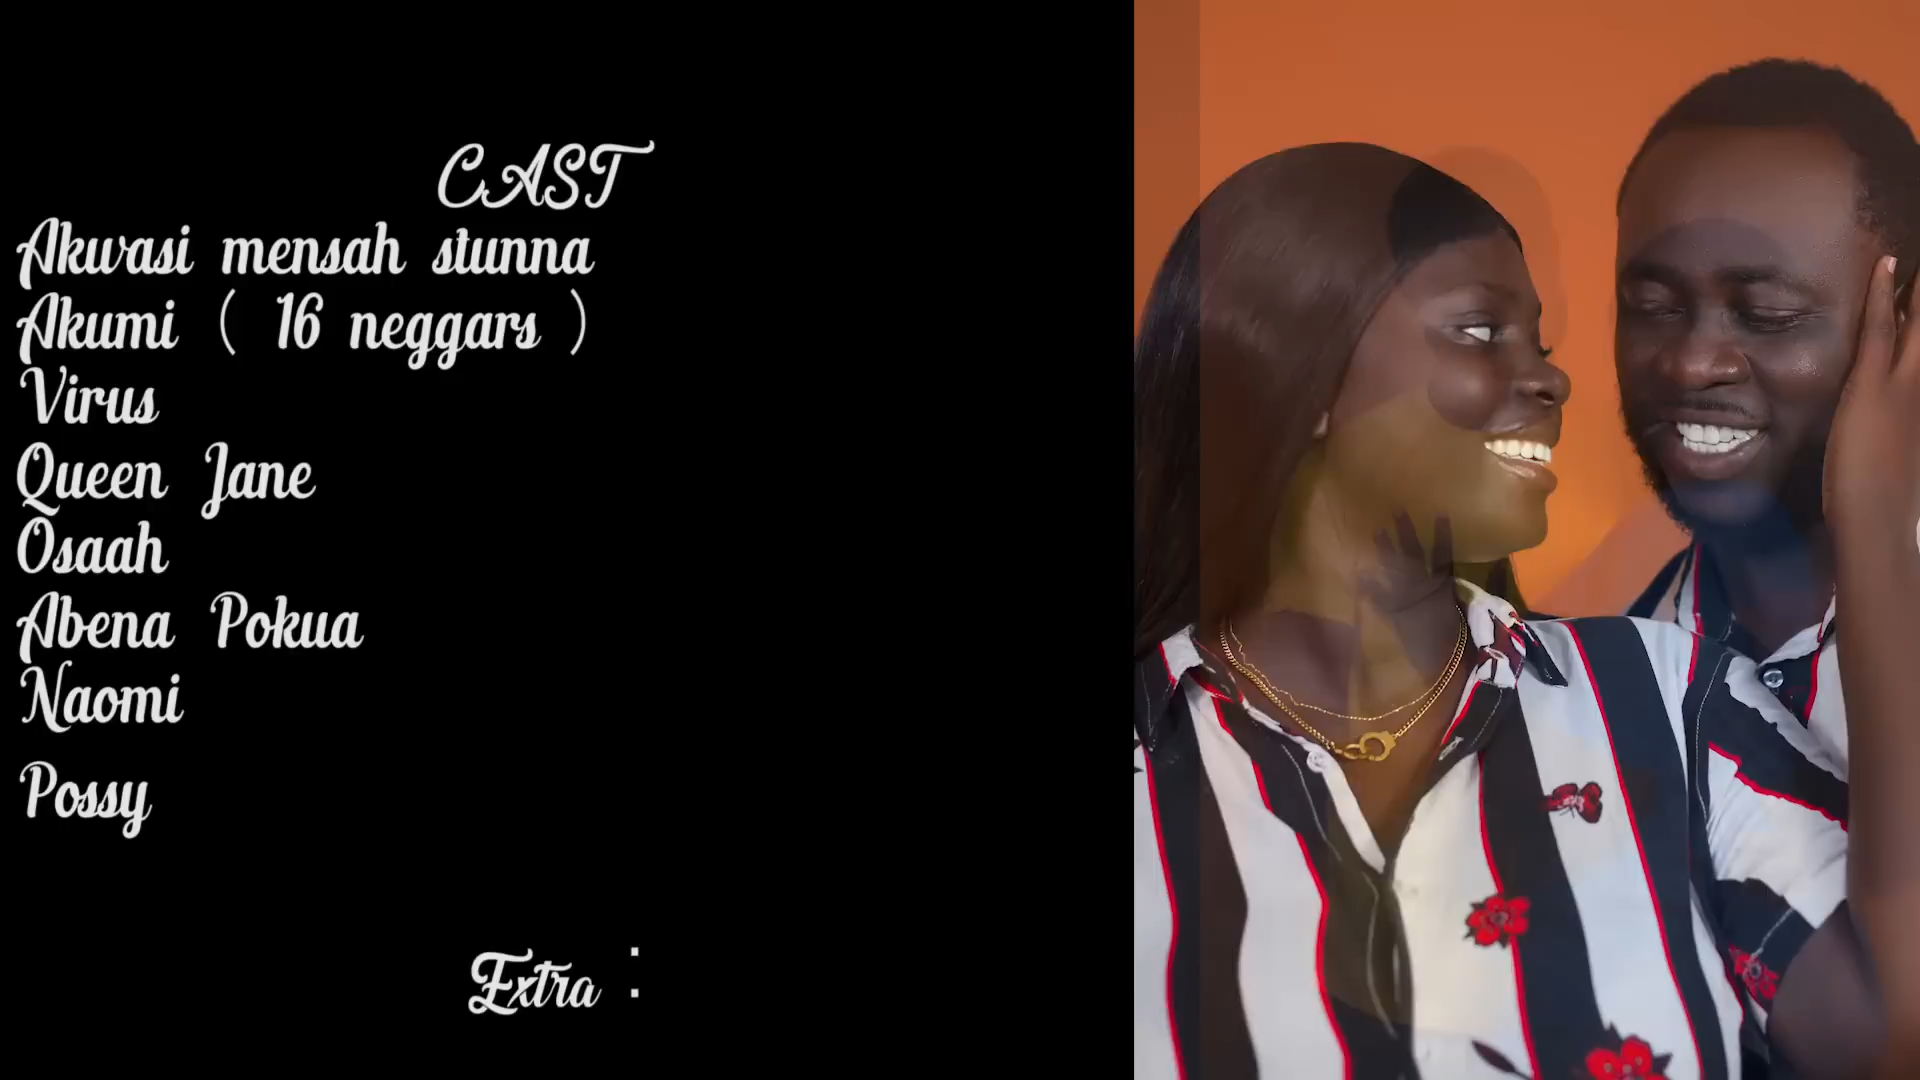 CAST
Akwasi mensah stunna
Akumi ( 16 neggars )
Virus
Queen Jane
Osaah
Abena Pokua
Naomi
Possy
Extra :